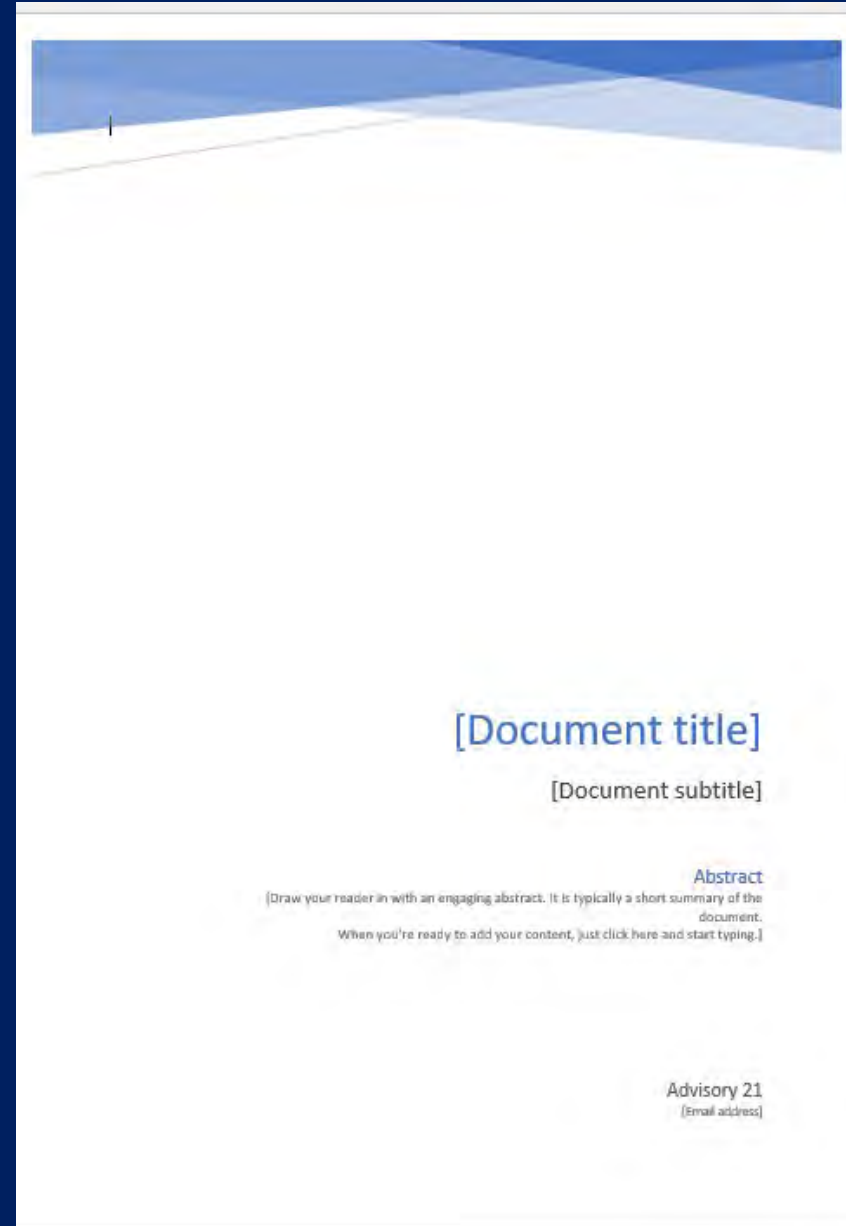 [Document title]
[Document subtitle]
Abstract
[Draw your reader in with an engaging abstract. It is typically a short summary of the
document.
When you're ready to add your content, just click here and start typing.]
Advisory 21
[Email address]